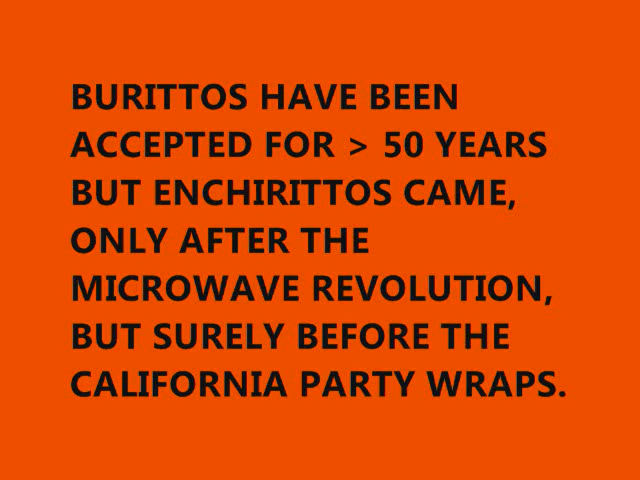 BURITTOS HAVE BEEN
ACCEPTED FOR > 50 YEARS
BUT ENCHIRITTOS CAME,
ONLY AFTER THE
MICROWAVE REVOLUTION,
BUT SURELY BEFORE THE
CALIFORNIA PARTY WRAPS.